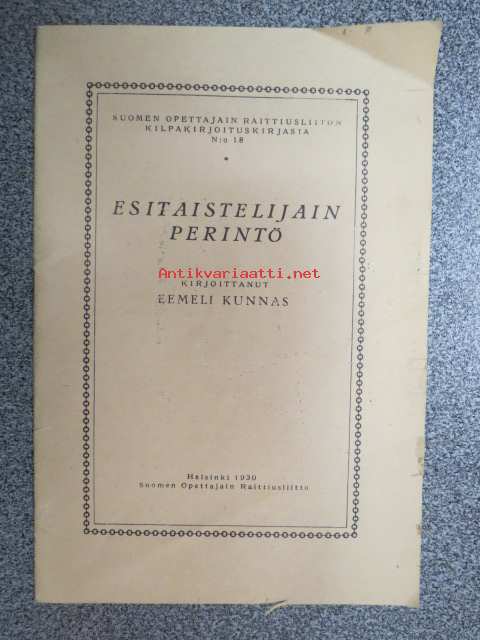 SUOMEN OPETTAJAIN RAITTIUSLIITON
KILPAKIRJOITUSKIRJASIA
N:o 18
ESITAISTELIJAIN
PERINTÖ
Antikvariaatti.net
KIRJOITTANUT
EEMELI KUNNAS
Helsinki 1930
Suomen Opettajain Raittiusliitto